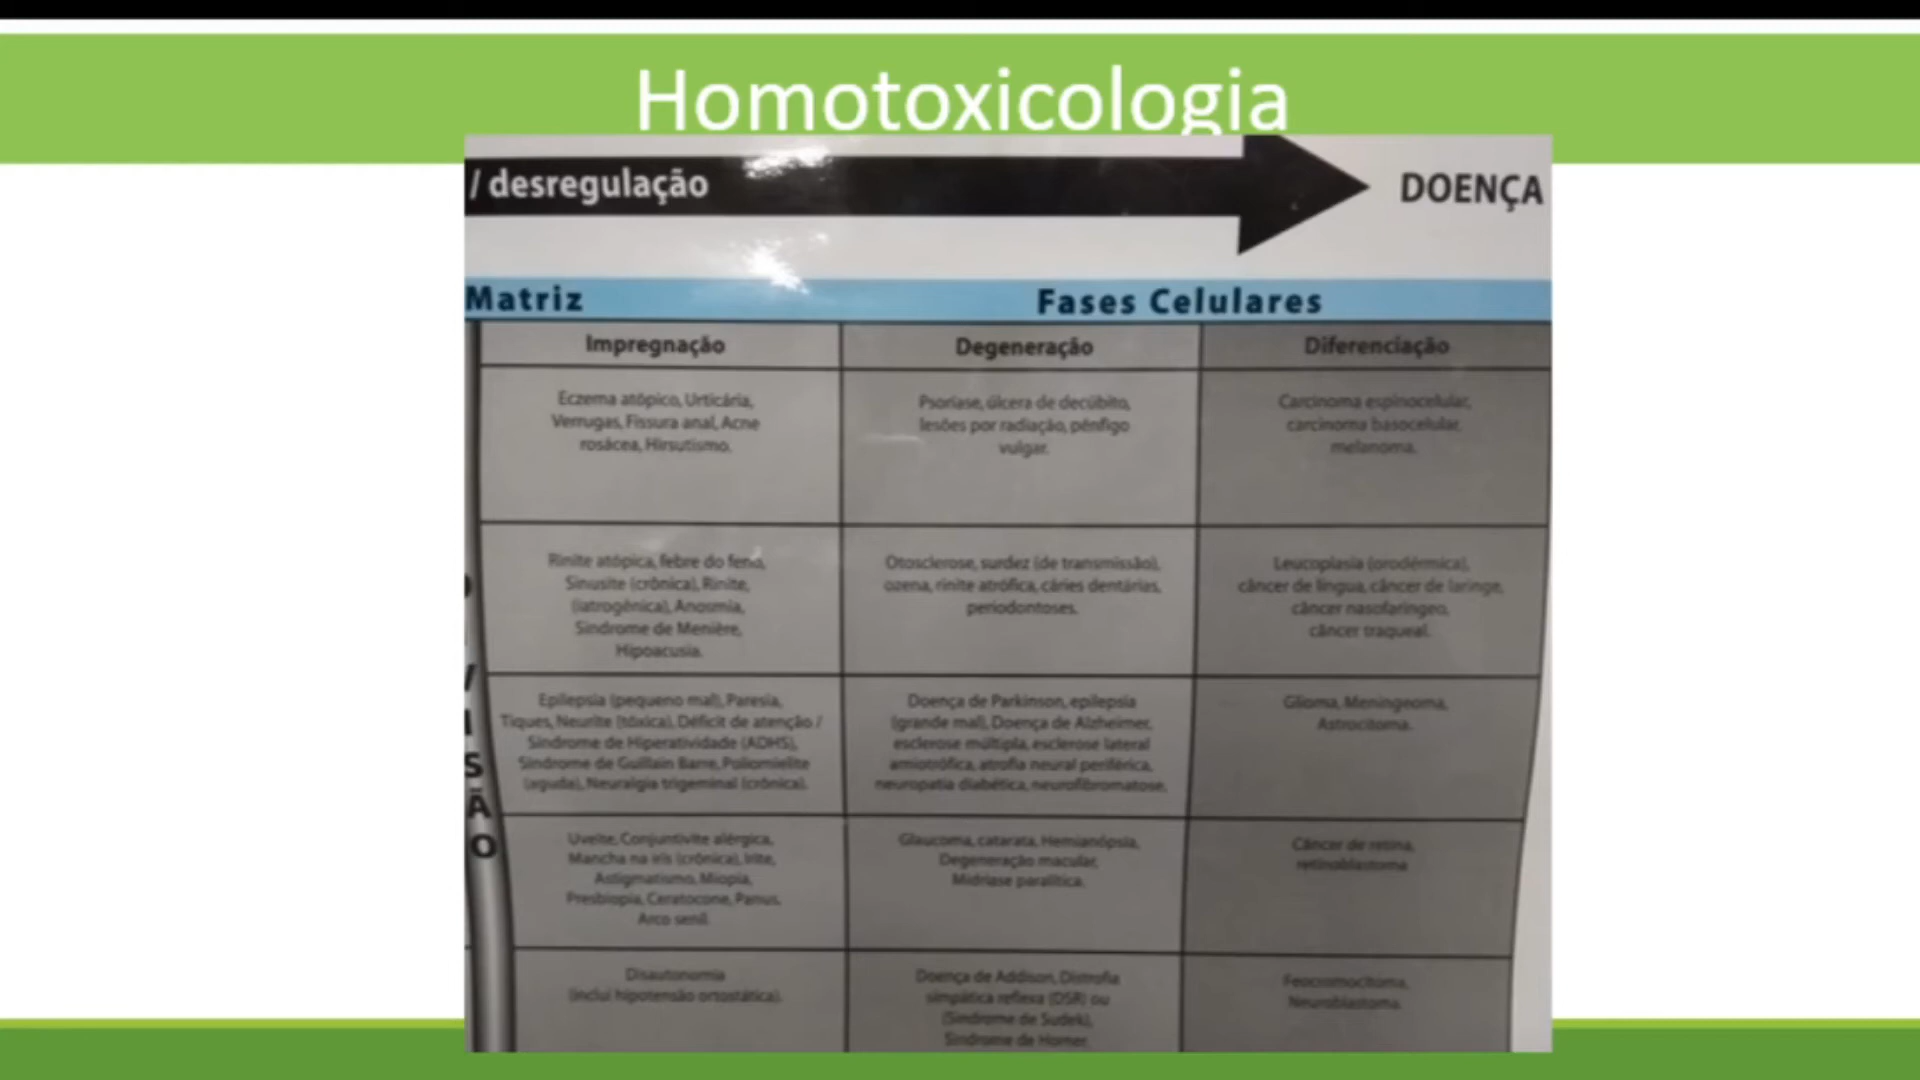 Homotoxicologia
/ desregulação
DOENÇA
Matriz
Fases Celulares
Impregnação
Degeneração
Diferenciação
Eczema atópico, Urticária,
Verrugas, Fissura anal, Acne
rosácea, Hirsutismo.
Psoríase, úlcera de decúbito,
lesões por radiação, pênfigo
vulgar.
Carcinoma espinocelular,
carcinoma basocelular,
melanoma.
Rinite atópica, febre do feno,
Sinusite (crônica), Rinite,
(iatrogênica), Anosmia,
Síndrome de Menière,
Hipoacusia.
Otosclerose, surdez (de transmissão),
ozena, rinite atrófica, cáries dentárias,
periodontoses.
Leucoplasia (orodérmica),
câncer de língua, câncer de laringe,
câncer nasofaríngeo,
câncer traqueal.
Epilepsia (pequeno mal), Paresia,
Tiques, Neurite (tóxica), Déficit de atenção /
Síndrome de Hiperatividade (ADHS),
Síndrome de Guillain Barre, Poliomielite
(aguda), Neuralgia trigeminal (crônica).
Doença de Parkinson, epilepsia
(grande mal), Doença de Alzheimer,
esclerose múltipla, esclerose lateral
amiotrófica, atrofia neural periférica,
neuropatia diabética, neurofibromatose.
Glioma, Meningeoma,
Astrocitoma.
S
Ã
O
Uveíte, Conjuntivite alérgica,
Mancha na íris (crônica), Irite,
Astigmatismo, Miopia,
Presbiopia, Ceratocone, Panus,
Arco senil.
Glaucoma, catarata, Hemianópsia,
Degeneração macular,
Midríase paralítica.
Câncer de retina,
retinoblastoma
Disautonomia
(inclui hipotensão ortostática).
Doença de Addison, Distrofia
simpática reflexa (DSR) ou
(Síndrome de Sudek),
Síndrome de Horner
Feocromocitoma,
Neuroblastoma.